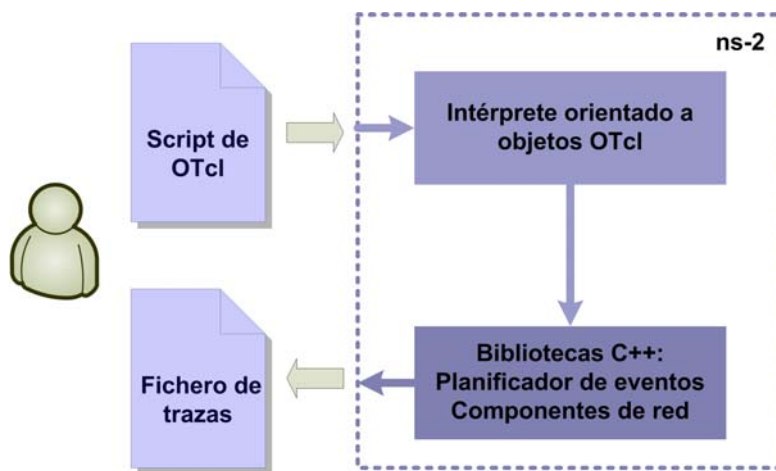 ns-2
Script de
OTcl
Intérprete orientado a
objetos OTcl
Fichero de
trazas
Bibliotecas C++:
Planificador de eventos
Componentes de red